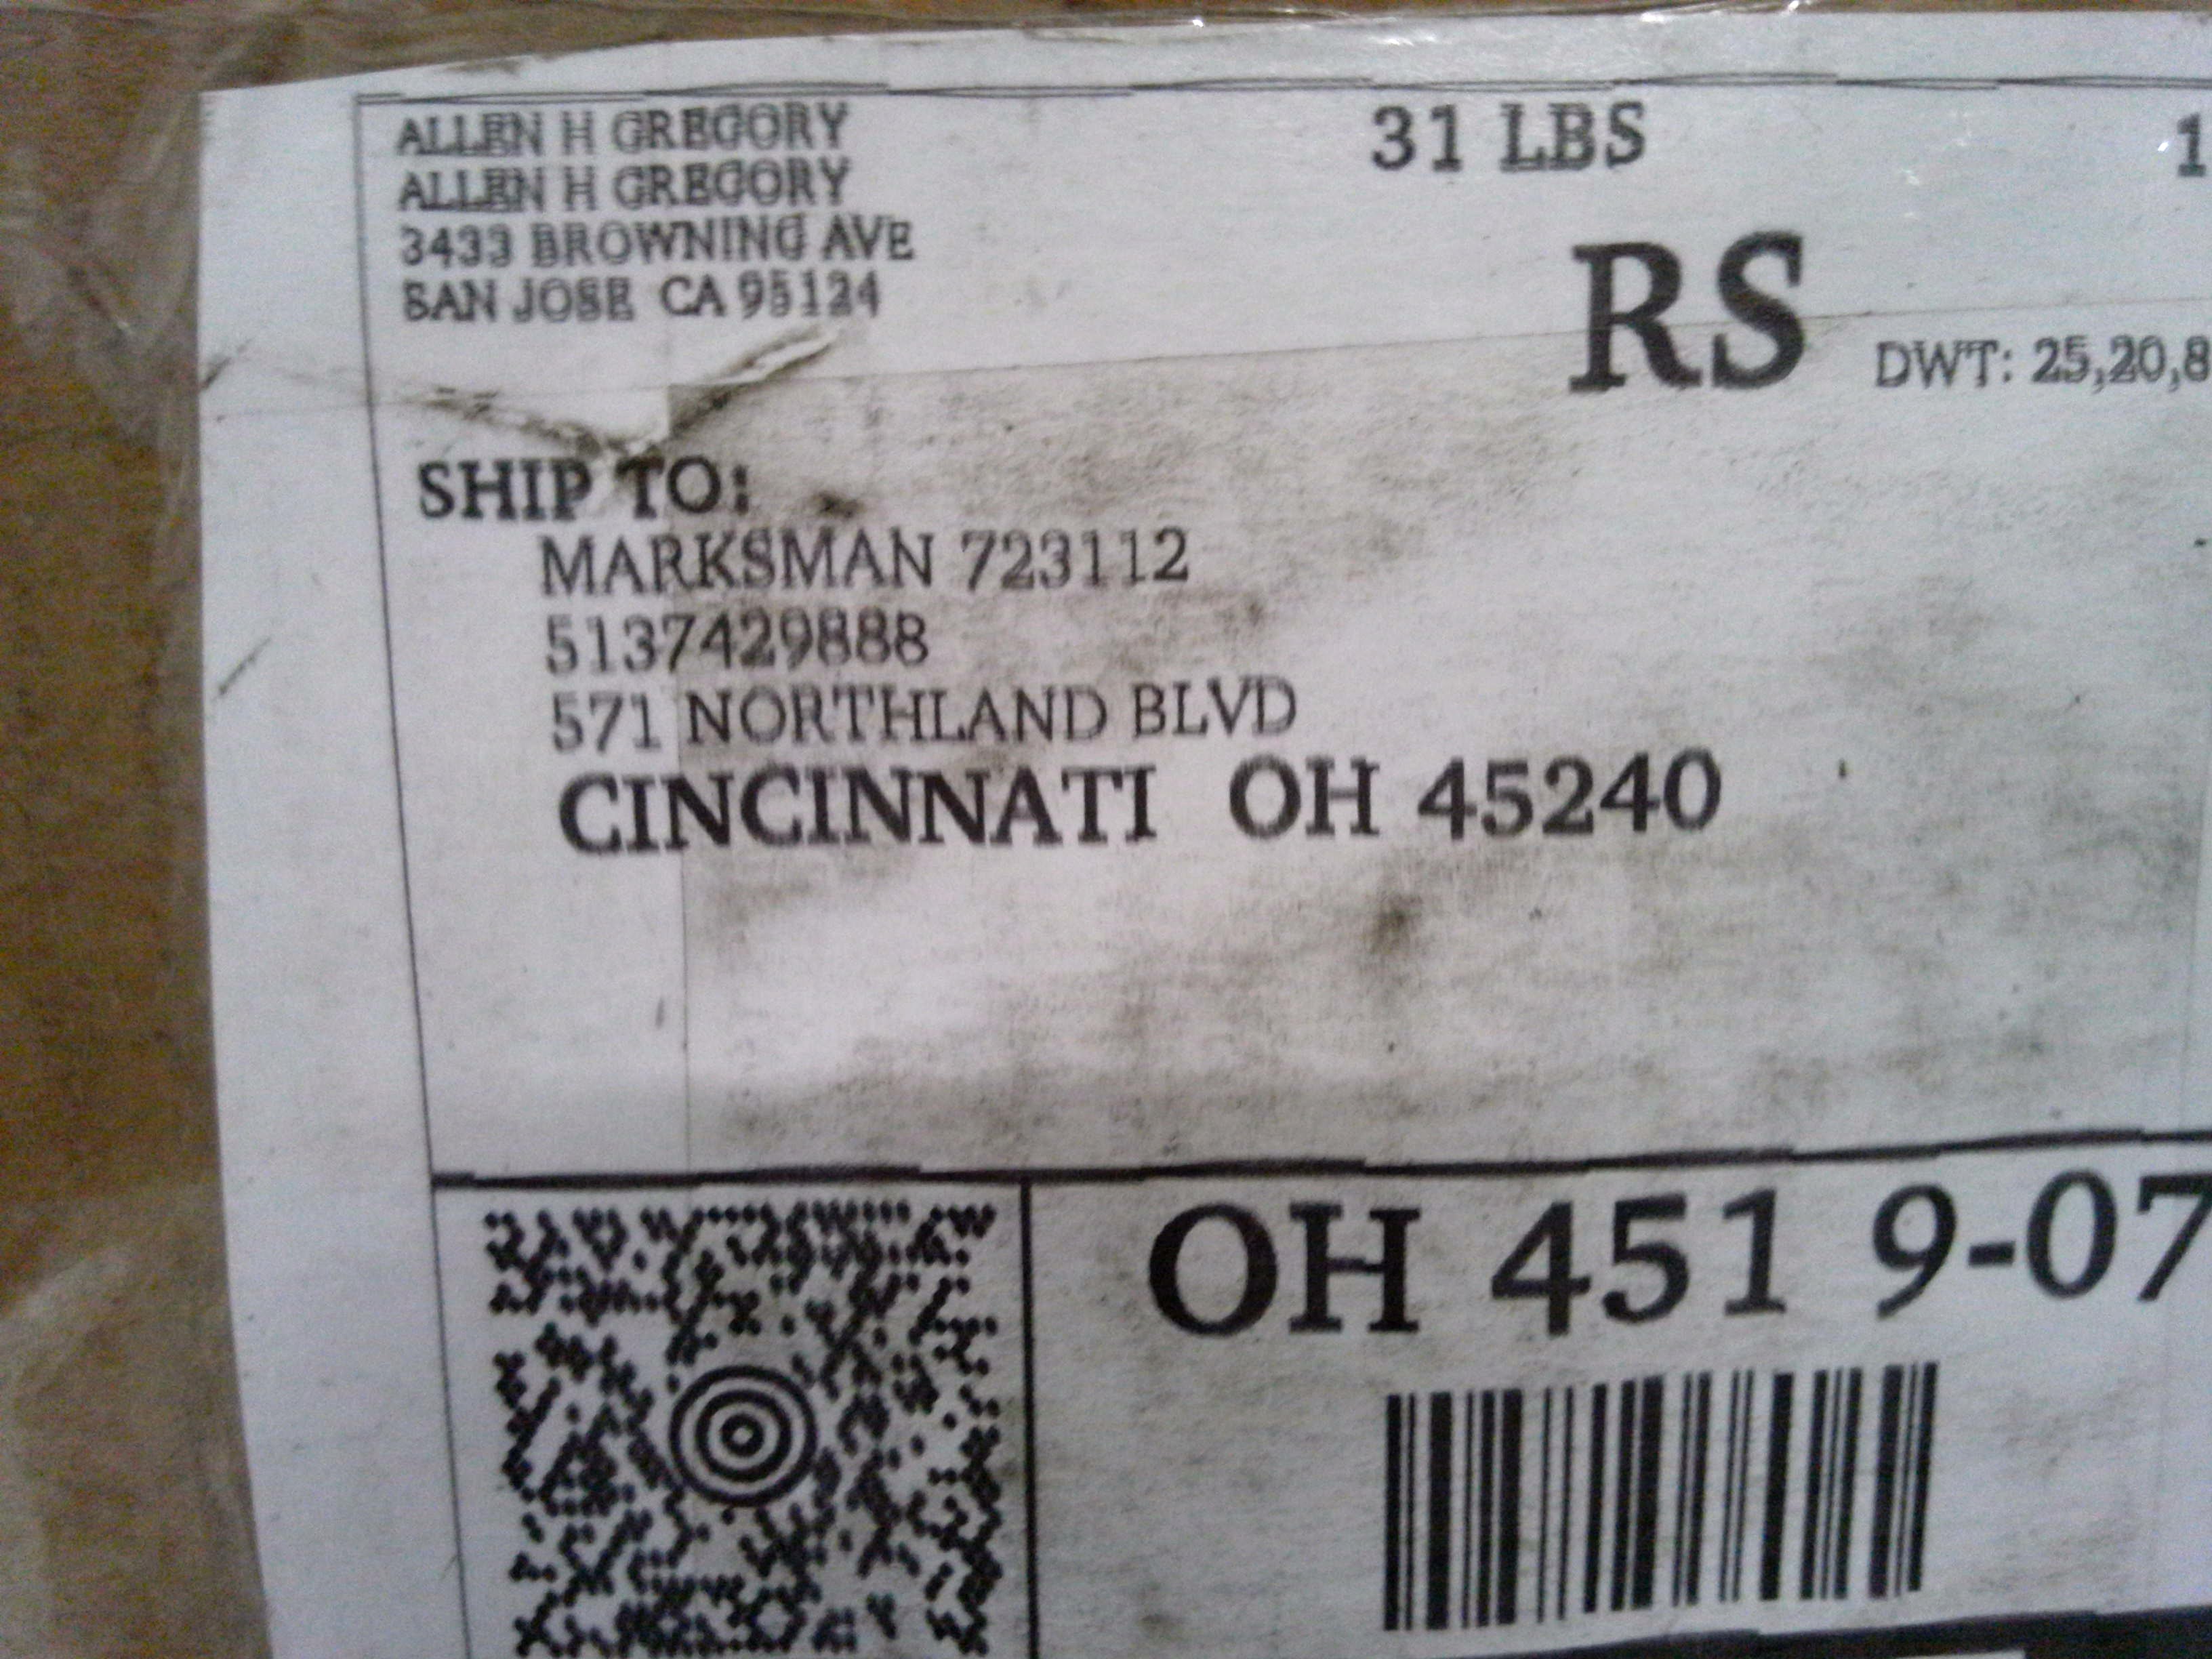 ALLEN H GREGORY
ALLEN H GREGORY
3433 BROWNING AVE
SAN JOSE CA 95124
31 LBS
1
RS
DWT: 25,20,8
SHIP TO:
MARKSMAN 723112
5137429888
571 NORTHLAND BLVD
CINCINNATI OH 45240
OH 451 9-07